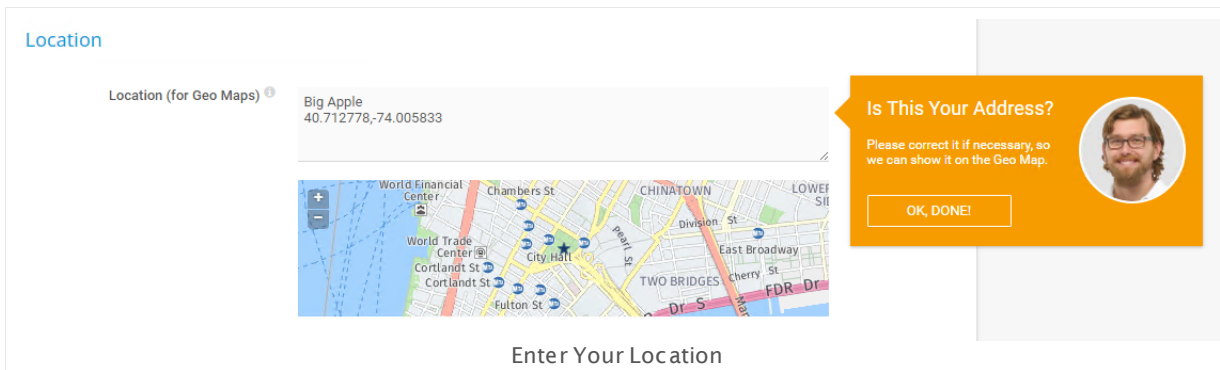 Location
Location (for Geo Maps)
Big Apple
40.712778,-74.005833
Is This Your Address?
Please correct it if necessary, so
we can show it on the Geo Map.
OK, DONE!
+
−
World Financial
Center
Chambers St
CHINATOWN
LOWER
Division St
East Broadway
World Trade
Center
City Hall
Pearl St
Cortlandt St
Cortlandt St
TWO BRIDGES
Cherry St
FDR Dr
Fulton St
Dr S
Enter Your Location